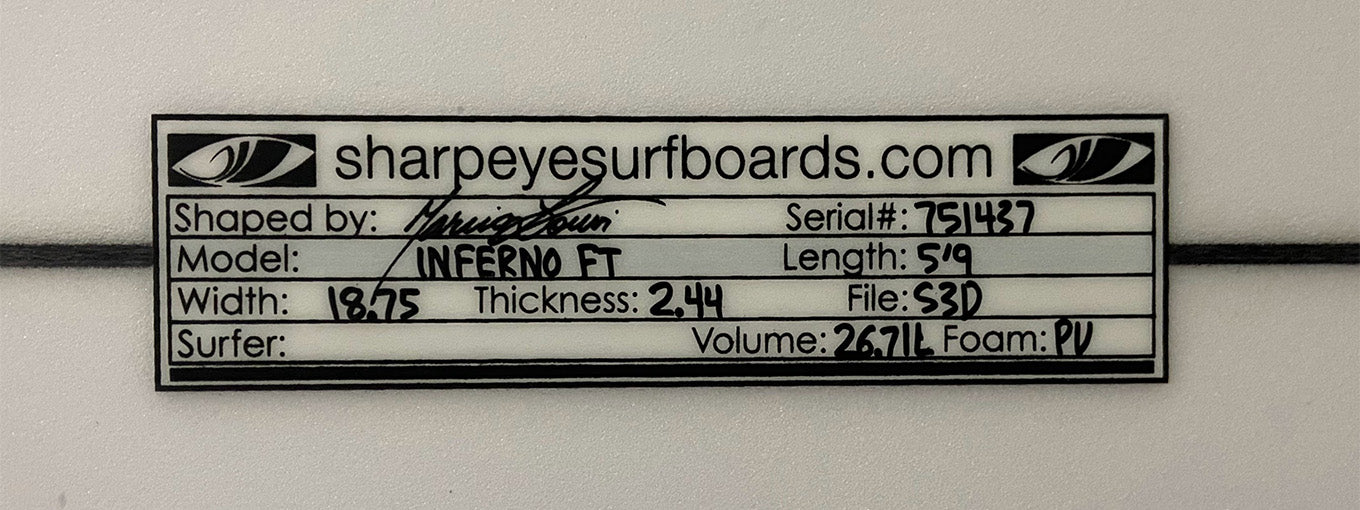 sharpeyesurfboards.com
Shaped by: Serial#: 751437
Model: INFERNO FT Length: 5'9
Width: 18.75 Thickness: 2.44 File: S3D
Surfer: Volume: 26.71L Foam: PU